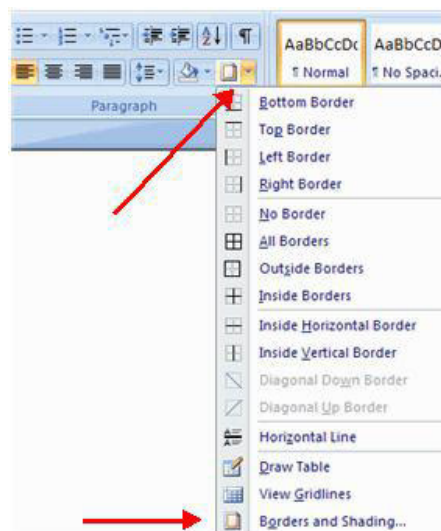 AaBbCcDc AaBbCcD
¶ Normal ¶ No Spaci...
Paragraph
Bottom Border
Top Border
Left Border
Right Border
No Border
All Borders
Outside Borders
Inside Borders
Inside Horizontal Border
Inside Vertical Border
Diagonal Down Border
Diagonal Up Border
Horizontal Line
Draw Table
View Gridlines
Borders and Shading...